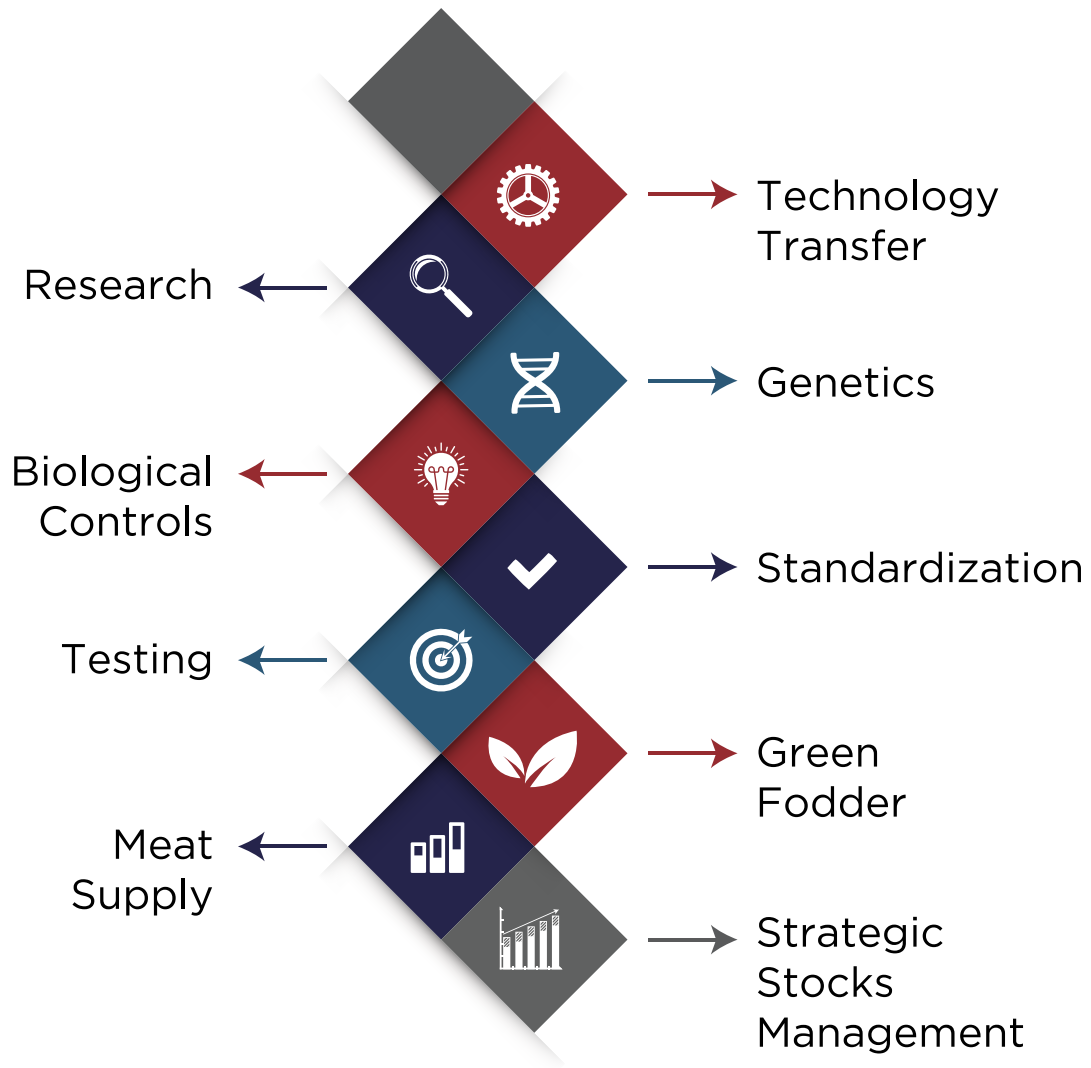 Technology
Transfer
Research
Genetics
Biological
Controls
Standardization
Testing
Green
Fodder
Meat
Supply
Strategic
Stocks
Management